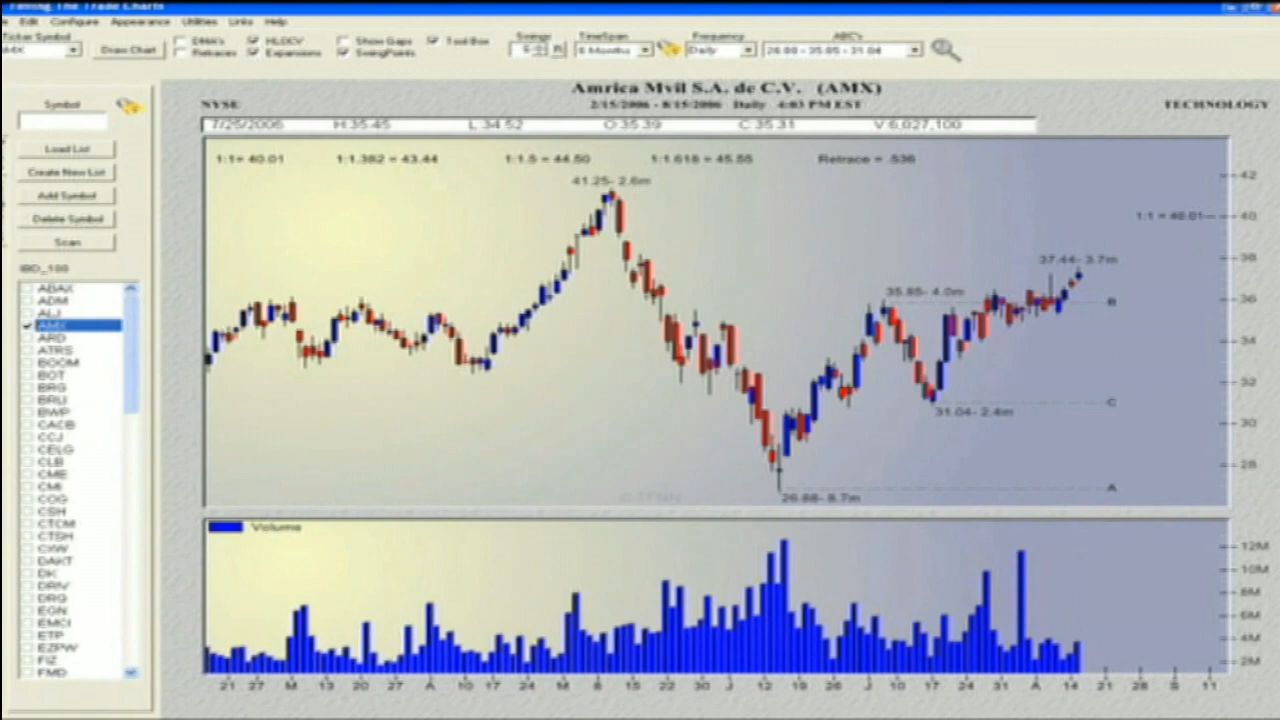 Timing The Trade Charts
Edit Configure Appearance Utilities Links Help
Ticker Symbol
AMX
Draw Chart
DMA's
Retraces
HLOCV
Expansions
Show Gaps
SwingPoints
Tool Box
Swings
TimeSpan
6 Months
Frequency
Daily
ABC's
26.88 - 35.85 - 31.04
Amrica Mvil S.A. de C.V. (AMX)
NYSE
2/15/2006 - 8/15/2006 Daily 4:03 PM EST
TECHNOLOGY
7/25/2006 H:35.45 L:34.52 O:35.39 C:35.31 V:6,027,100
Symbol
Load List
Create New List
Add Symbol
Delete Symbol
Scan
IBD_100
ABAX
ADM
ALJ
AMX
ARD
ATRS
BOOM
BOT
BRG
BRLI
BWP
CACB
CCJ
CELG
CLB
CME
CMI
COG
CSH
CTCM
CTSH
CXW
DAKT
DK
DRIV
DRQ
EGN
EMCI
ETP
EZPW
FIZ
FMD
1:1= 40.01 1:1.382 = 43.44 1:1.5 = 44.50 1:1.618 = 45.55 Retrace = .536
41.25- 2.6m
1:1 = 40.01
37.44- 3.7m
35.85- 4.0m
B
C
31.04- 2.4m
A
26.88- 8.7m
© TFNN
42
40
38
36
34
32
30
28
Volume
12M
10M
8M
6M
4M
2M
21 27 M 13 20 27 A 10 17 24 M 8 15 22 30 J 12 19 26 J 10 17 24 31 A 14 21 28 S 11